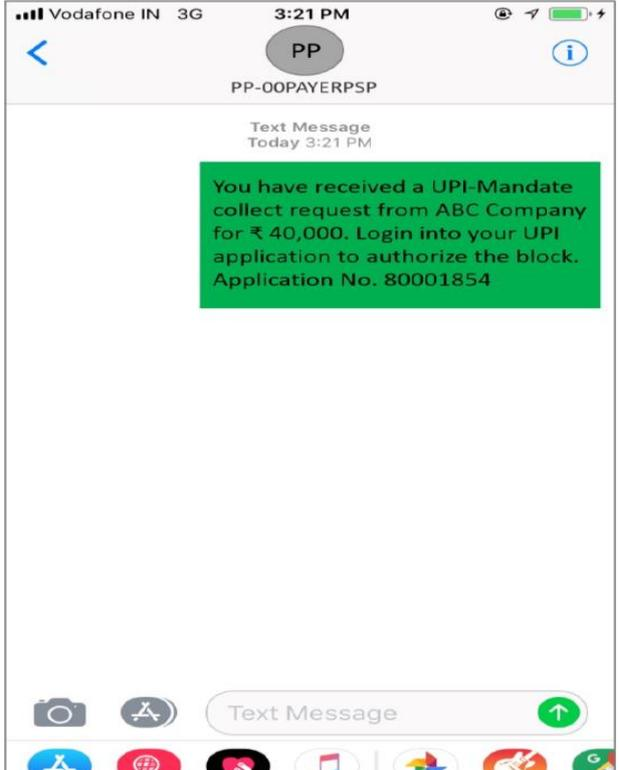 Vodafone IN 3G 3:21 PM
PP
PP-OOPAYERPSP
Text Message
Today 3:21 PM
You have received a UPI-Mandate
collect request from ABC Company
for ₹ 40,000. Login into your UPI
application to authorize the block.
Application No. 80001854
Text Message
G